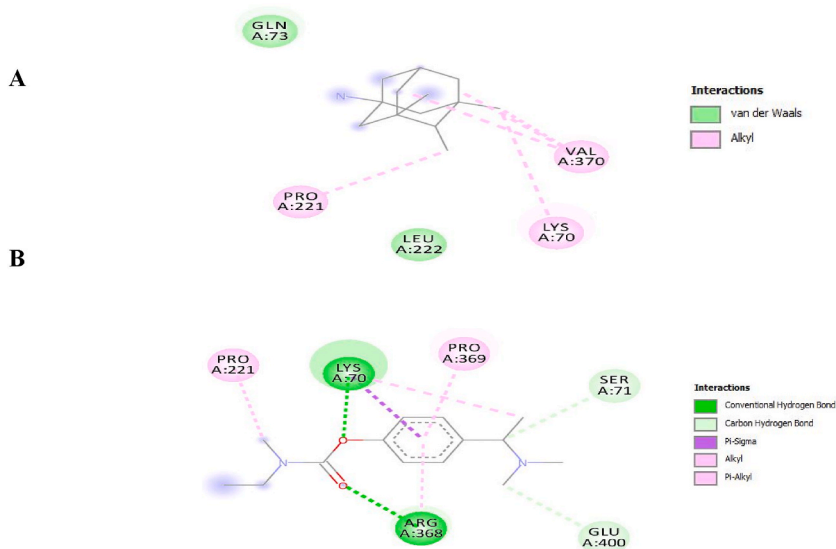 GLN
A:73
A
N
Interactions
van der Waals
Alkyl
VAL
A:370
PRO
A:221
LYS
A:70
LEU
A:222
B
PRO
A:221
LYS
A:70
PRO
A:369
SER
A:71
Interactions
Conventional Hydrogen Bond
Carbon Hydrogen Bond
Pi-Sigma
Alkyl
Pi-Alkyl
O
N
N
O
ARG
A:368
GLU
A:400